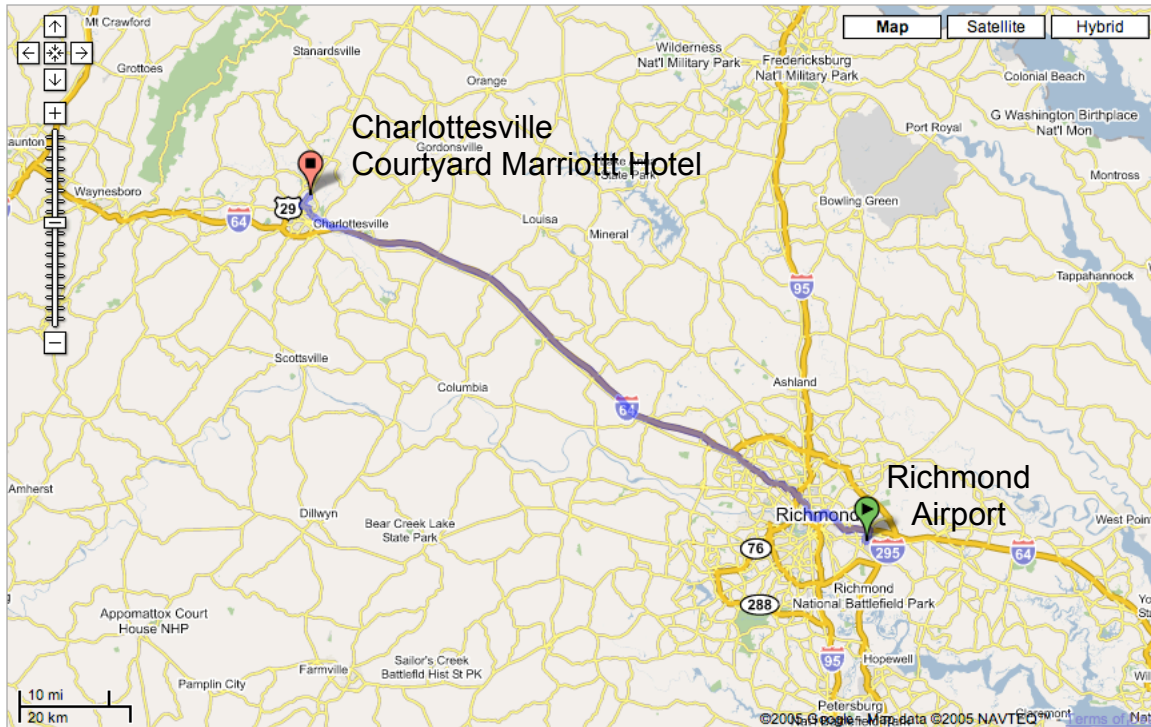 Mt Crawford
Map
Satellite
Hybrid
Stanardsville
Wilderness
Nat'l Military Park
Fredericksburg
Nat'l Military Park
Grottoes
Orange
Colonial Beach
G Washington Birthplace
Nat'l Mon
Port Royal
Charlottesville
Courtyard Marriottt Hotel
Gordonsville
State Park
Waynesboro
Montross
Bowling Green
29
64
Charlottesville
Louisa
Mineral
95
Tappahannock
Scottsville
Columbia
Ashland
64
Richmond
Airport
Amherst
Dillwyn
Bear Creek Lake
State Park
Richmond
West Point
76
295
64
288
Richmond
National Battlefield Park
Appomattox Court
House NHP
Farmville
Sailor's Creek
Battlefld Hist St PK
95
Hopewell
Pamplin City
10 mi
20 km
Petersburg
©2005 Google - Map data ©2005 NAVTEQ™
Terms of